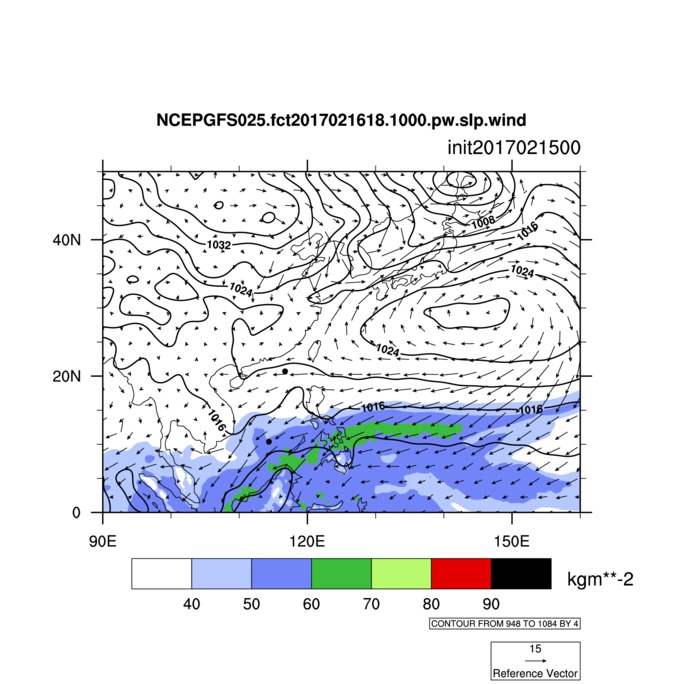 NCEPGFS025.fct2017021618.1000.pw.slp.wind
init2017021500
1008
1016
40N
1032
1024
1024
1024
20N
1016
1016
1016
0
90E 120E 150E
40 50 60 70 80 90
kgm**-2
CONTOUR FROM 948 TO 1084 BY 4
15
Reference Vector